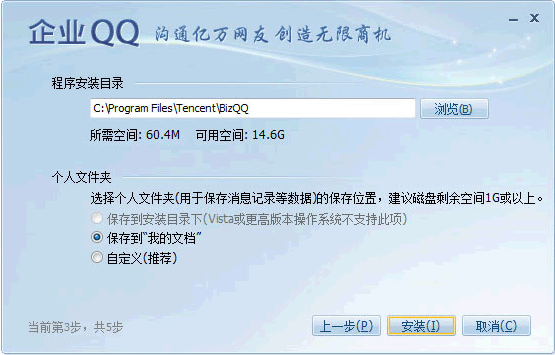 企业QQ 沟通亿万网友 创造无限商机
程序安装目录
C:\Program Files\Tencent\BizQQ
浏览(B)
所需空间: 60.4M 可用空间: 14.6G
个人文件夹
选择个人文件夹(用于保存消息记录等数据)的保存位置，建议磁盘剩余空间1G或以上。
保存到安装目录下(Vista或更高版本操作系统不支持此项)
保存到“我的文档”
自定义(推荐)
当前第3步，共5步
上一步(P) 安装(I) 取消(C)